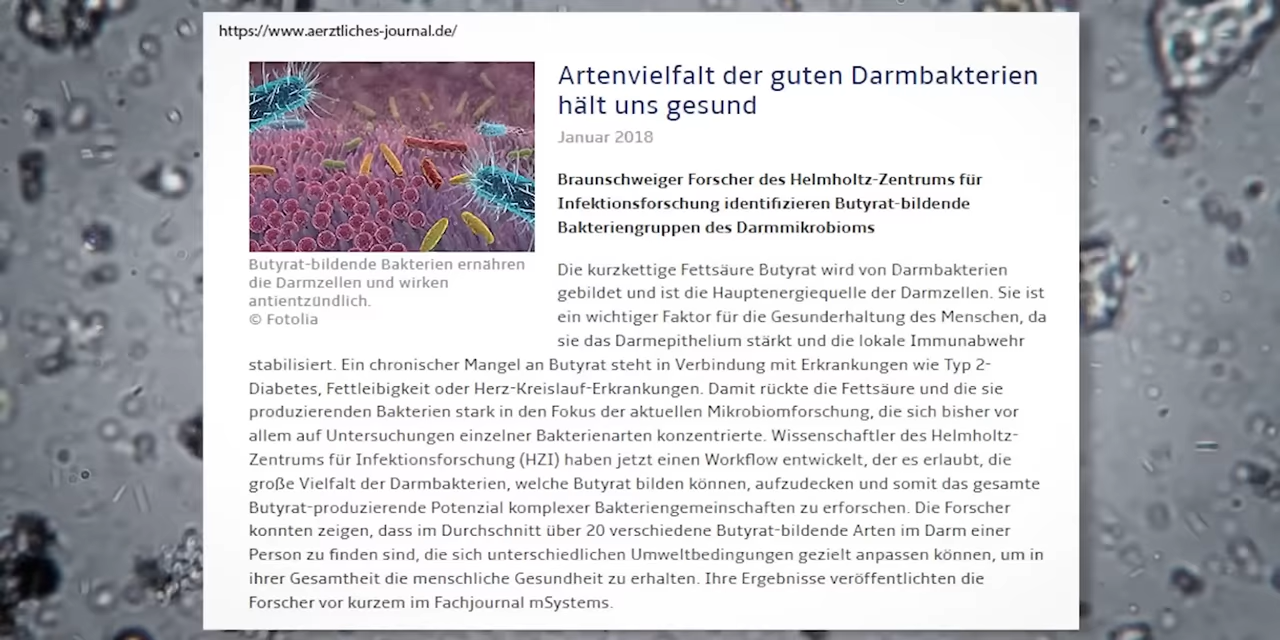 https://www.aerztliches-journal.de/
Artenvielfalt der guten Darmbakterien
hält uns gesund
Januar 2018
Braunschweiger Forscher des Helmholtz-Zentrums für
Infektionsforschung identifizieren Butyrat-bildende
Bakteriengruppen des Darmmikrobioms
Butyrat-bildende Bakterien ernähren
die Darmzellen und wirken
antientzündlich.
© Fotolia
Die kurzkettige Fettsäure Butyrat wird von Darmbakterien
gebildet und ist die Hauptenergiequelle der Darmzellen. Sie ist
ein wichtiger Faktor für die Gesunderhaltung des Menschen, da
sie das Darmepithelium stärkt und die lokale Immunabwehr
stabilisiert. Ein chronischer Mangel an Butyrat steht in Verbindung mit Erkrankungen wie Typ 2-
Diabetes, Fettleibigkeit oder Herz-Kreislauf-Erkrankungen. Damit rückte die Fettsäure und die sie
produzierenden Bakterien stark in den Fokus der aktuellen Mikrobiomforschung, die sich bisher vor
allem auf Untersuchungen einzelner Bakterienarten konzentrierte. Wissenschaftler des Helmholtz-
Zentrums für Infektionsforschung (HZI) haben jetzt einen Workflow entwickelt, der es erlaubt, die
große Vielfalt der Darmbakterien, welche Butyrat bilden können, aufzudecken und somit das gesamte
Butyrat-produzierende Potenzial komplexer Bakteriengemeinschaften zu erforschen. Die Forscher
konnten zeigen, dass im Durchschnitt über 20 verschiedene Butyrat-bildende Arten im Darm einer
Person zu finden sind, die sich unterschiedlichen Umweltbedingungen gezielt anpassen können, um in
ihrer Gesamtheit die menschliche Gesundheit zu erhalten. Ihre Ergebnisse veröffentlichten die
Forscher vor kurzem im Fachjournal mSystems.